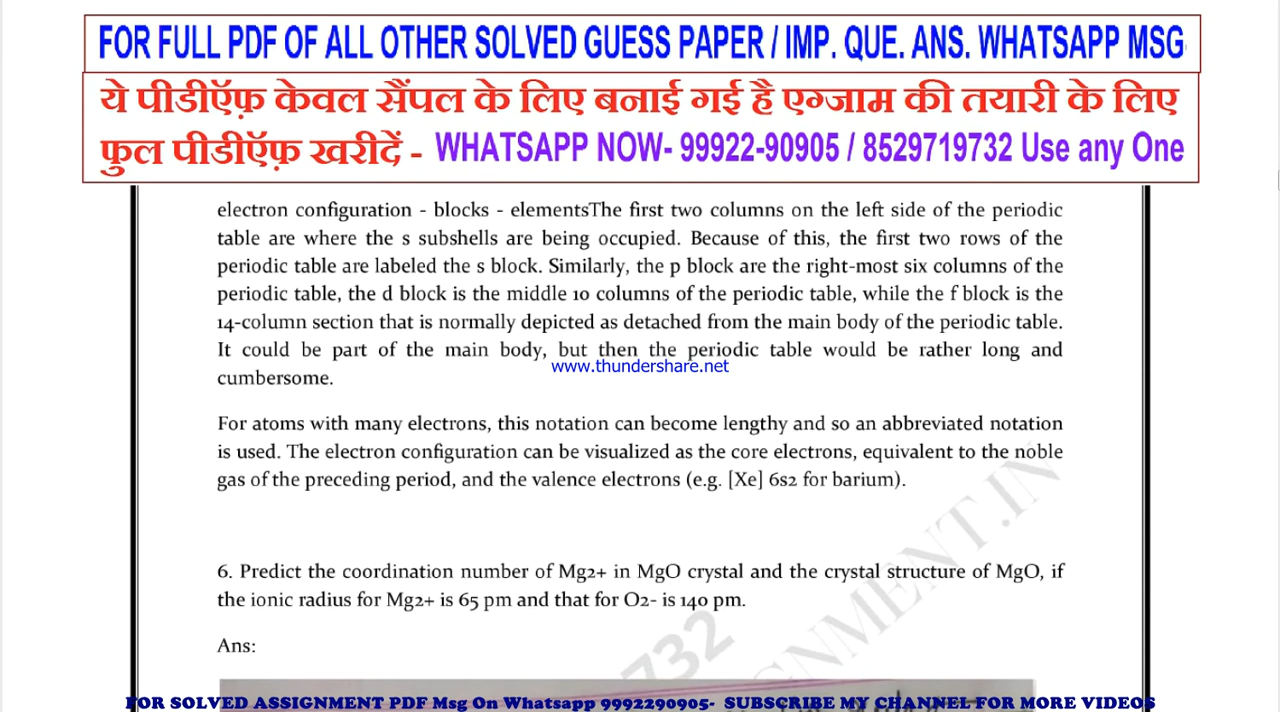 FOR FULL PDF OF ALL OTHER SOLVED GUESS PAPER / IMP. QUE. ANS. WHATSAPP MSG
ये पीडीऍफ़ केवल सैंपल के लिए बनाई गई है एग्जाम की तयारी के लिए
फुल पीडीऍफ़ खरीदें - WHATSAPP NOW- 99922-90905 / 8529719732 Use any One
electron configuration - blocks - elementsThe first two columns on the left side of the periodic
table are where the s subshells are being occupied. Because of this, the first two rows of the
periodic table are labeled the s block. Similarly, the p block are the right-most six columns of the
periodic table, the d block is the middle 10 columns of the periodic table, while the f block is the
14-column section that is normally depicted as detached from the main body of the periodic table.
It could be part of the main body, but then the periodic table would be rather long and
www.thundershare.net
cumbersome.
For atoms with many electrons, this notation can become lengthy and so an abbreviated notation
is used. The electron configuration can be visualized as the core electrons, equivalent to the noble
gas of the preceding period, and the valence electrons (e.g. [Xe] 6s2 for barium).
6. Predict the coordination number of Mg2+ in MgO crystal and the crystal structure of MgO, if
the ionic radius for Mg2+ is 65 pm and that for O2- is 140 pm.
Ans:
732
GNMENT.IN
FOR SOLVED ASSIGNMENT PDF Msg On Whatsapp 9992290905- SUBSCRIBE MY CHANNEL FOR MORE VIDEOS